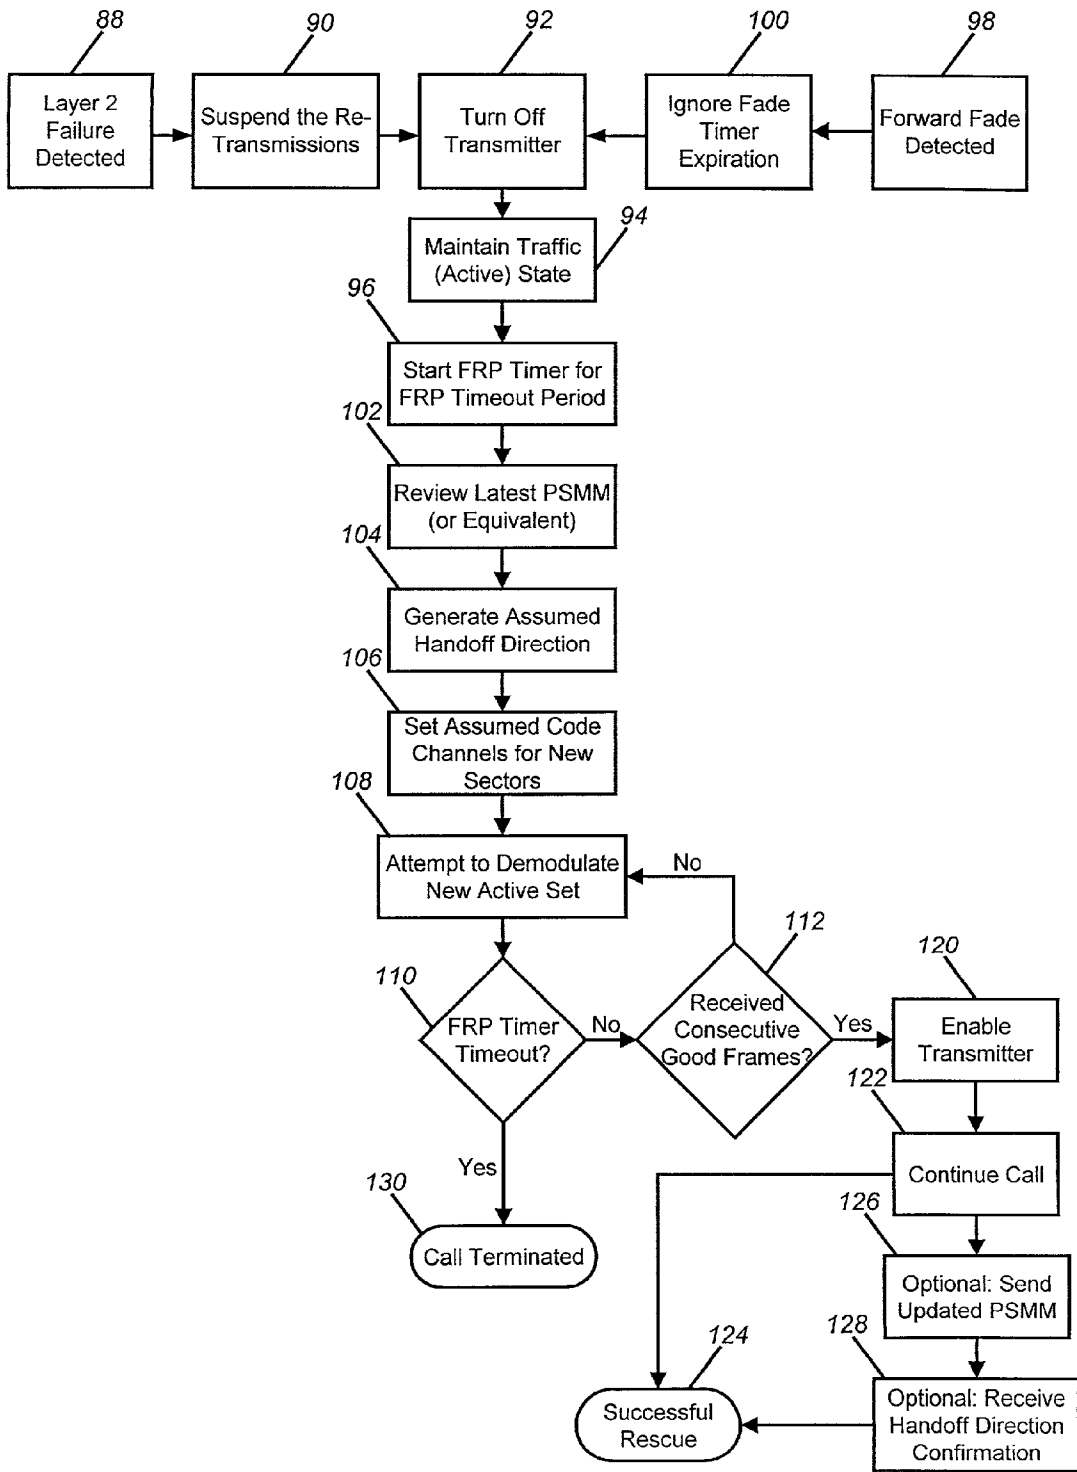 88
90
92
100
98
Layer 2
Failure
Detected
Suspend the Re-
Transmissions
Turn Off
Transmitter
Ignore Fade
Timer
Expiration
Forward Fade
Detected
94
Maintain Traffic
(Active) State
96
Start FRP Timer for
FRP Timeout Period
102
Review Latest PSMM
(or Equivalent)
104
Generate Assumed
Handoff Direction
106
Set Assumed Code
Channels for New
Sectors
108
Attempt to Demodulate
New Active Set
No
112
110
FRP Timer
Timeout?
No
Received
Consecutive
Good Frames?
Yes
120
Enable
Transmitter
122
Continue Call
Yes
130
Call Terminated
126
Optional: Send
Updated PSMM
128
Optional: Receive
Handoff Direction
Confirmation
124
Successful
Rescue